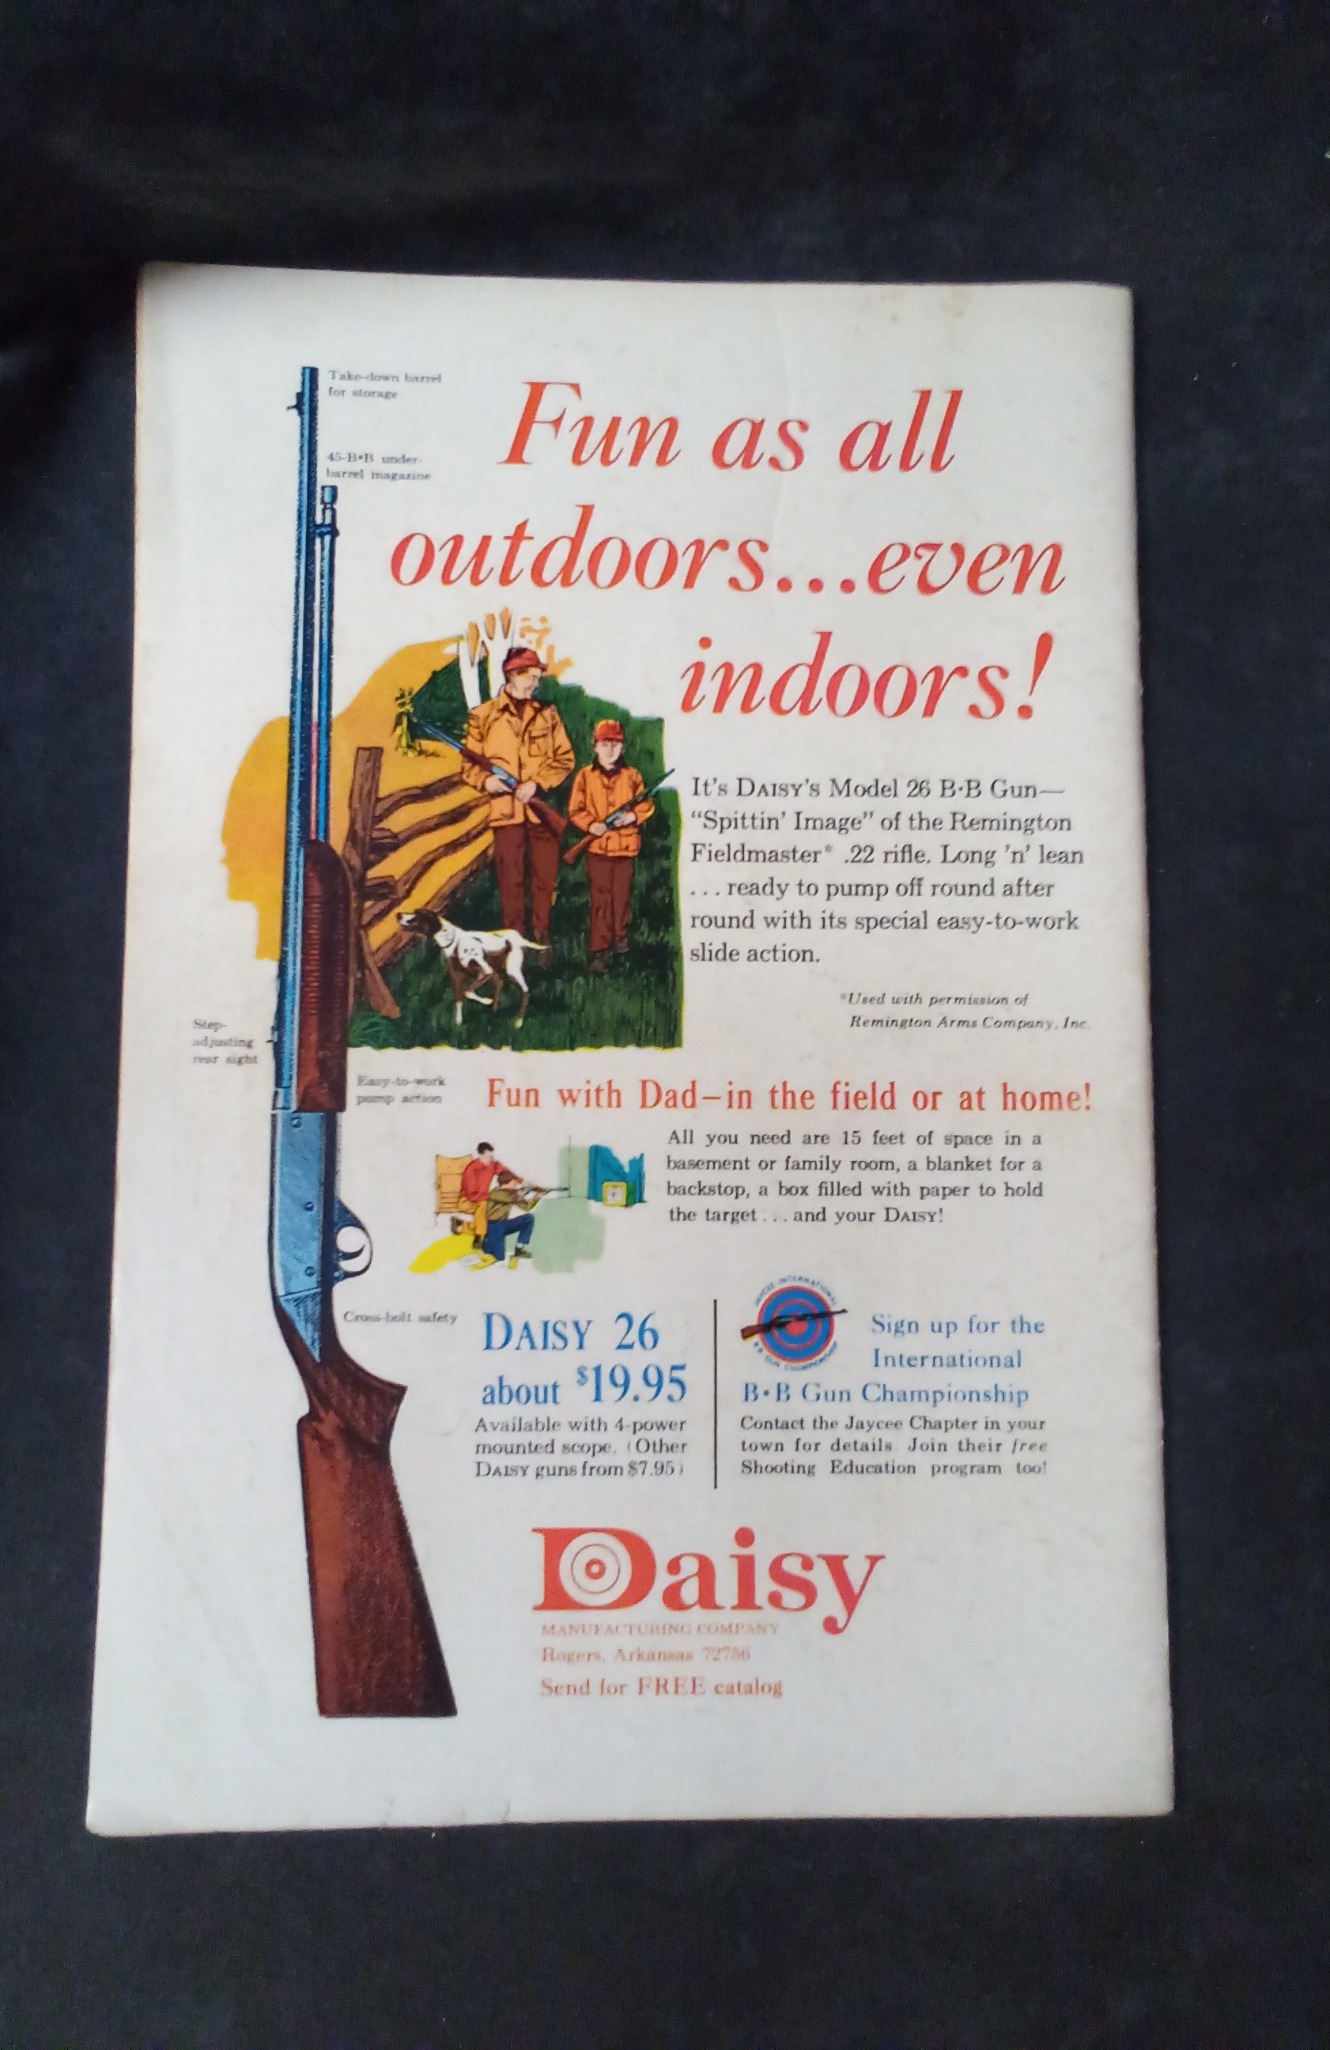 Take-down barrel
for storage
45-B•B under-
barrel magazine
Fun as all
outdoors...even
indoors!
It's DAISY'S Model 26 B•B Gun—
"Spittin' Image" of the Remington
Fieldmaster* .22 rifle. Long 'n' lean
...ready to pump off round after
round with its special easy-to-work
slide action.
*Used with permission of
Remington Arms Company, Inc.
Step-
adjusting
rear sight
Easy-to-work
pump action
Fun with Dad—in the field or at home!
All you need are 15 feet of space in a
basement or family room, a blanket for a
backstop, a box filled with paper to hold
the target...and your DAISY!
Cross-bolt safety
DAISY 26
about $19.95
Available with 4-power
mounted scope. (Other
DAISY guns from $7.95)
JAYCEE INTERNATIONAL
B•B GUN CHAMPIONSHIP
Sign up for the
International
B•B Gun Championship
Contact the Jaycee Chapter in your
town for details. Join their free
Shooting Education program too!
Daisy
MANUFACTURING COMPANY
Rogers, Arkansas 72756
Send for FREE catalog